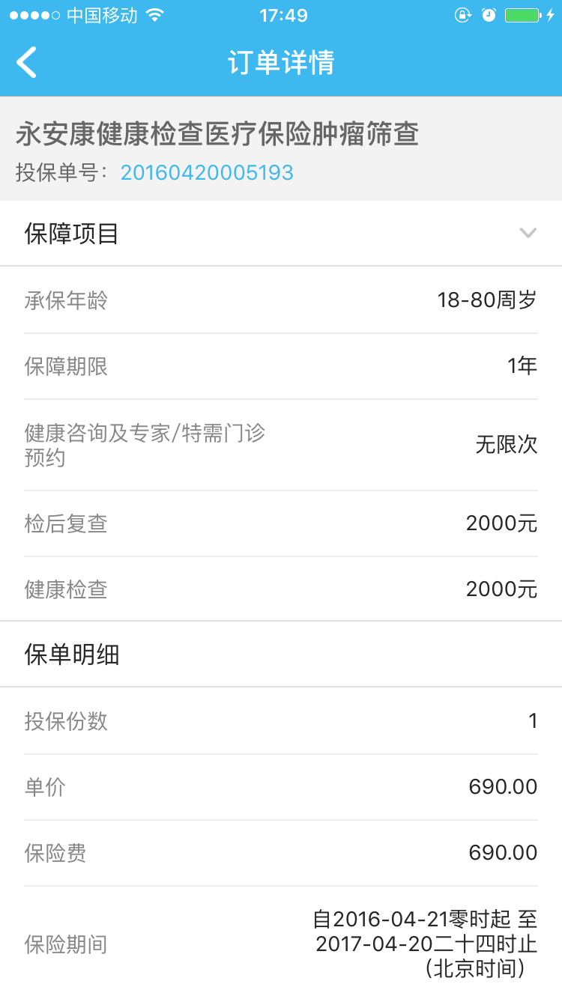 中国移动 17:49
订单详情
永安康健康检查医疗保险肿瘤筛查
投保单号：20160420005193
保障项目
承保年龄 18-80周岁
保障期限 1年
健康咨询及专家/特需门诊
预约 无限次
检后复查 2000元
健康检查 2000元
保单明细
投保份数 1
单价 690.00
保险费 690.00
保险期间 自2016-04-21零时起 至
2017-04-20二十四时止
（北京时间）